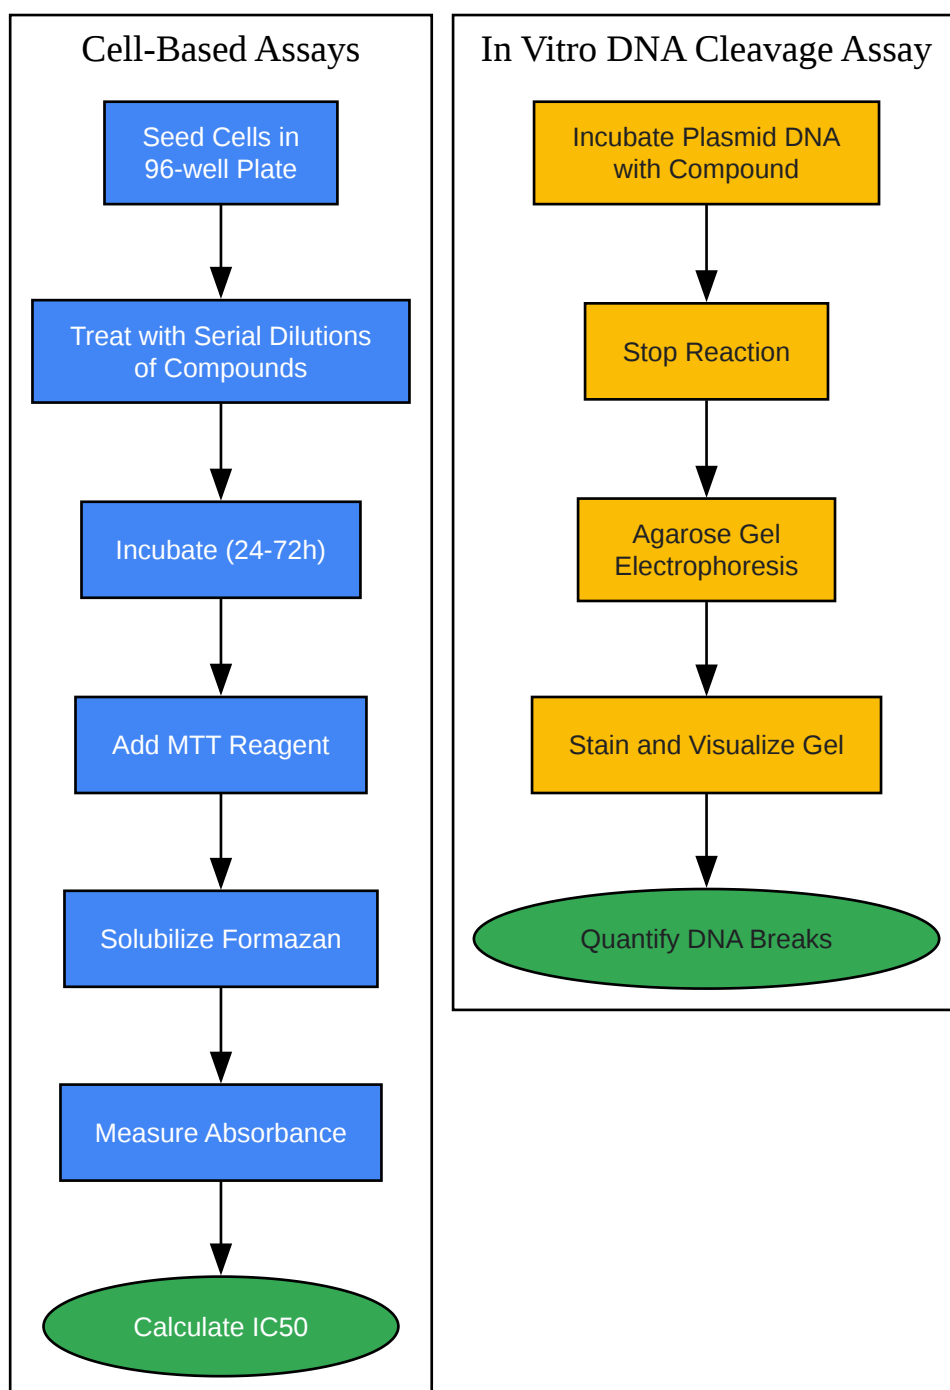 Cell-Based Assays
Seed Cells in
96-well Plate
Treat with Serial Dilutions
of Compounds
Incubate (24-72h)
Add MTT Reagent
Solubilize Formazan
Measure Absorbance
Calculate IC50
In Vitro DNA Cleavage Assay
Incubate Plasmid DNA
with Compound
Stop Reaction
Agarose Gel
Electrophoresis
Stain and Visualize Gel
Quantify DNA Breaks